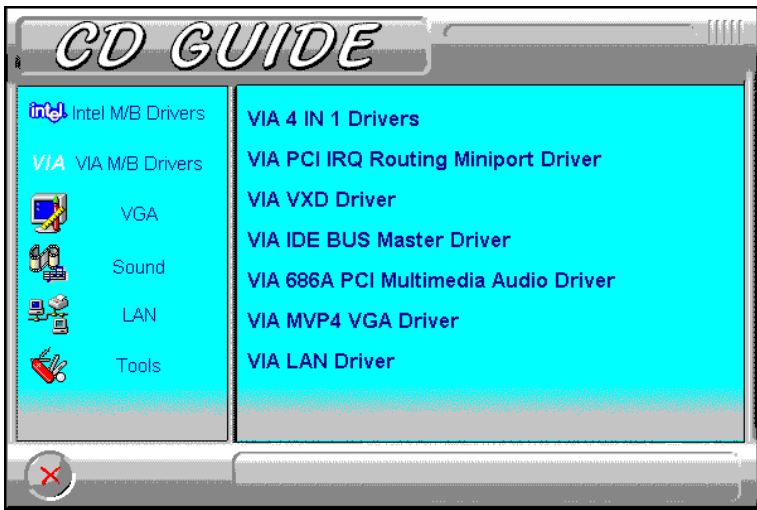 CD GUIDE
intel. Intel M/B Drivers
VIA VIA M/B Drivers
VGA
Sound
LAN
Tools
VIA 4 IN 1 Drivers
VIA PCI IRQ Routing Miniport Driver
VIA VXD Driver
VIA IDE BUS Master Driver
VIA 686A PCI Multimedia Audio Driver
VIA MVP4 VGA Driver
VIA LAN Driver